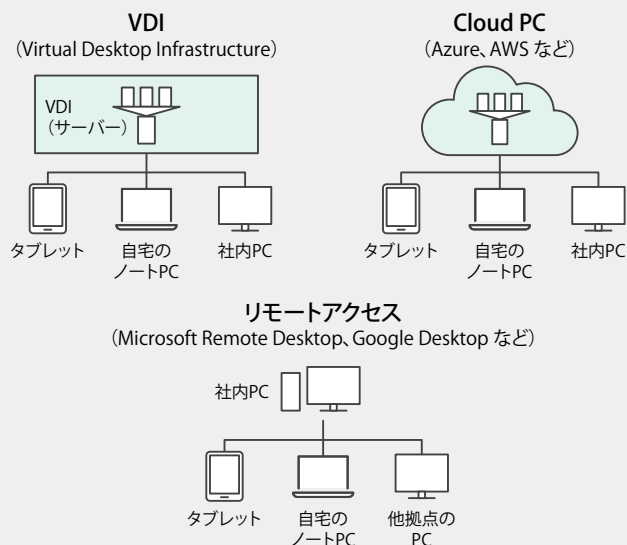 VDI
(Virtual Desktop Infrastructure)
VDI
(サーバー)
タブレット
自宅の
ノートPC
社内PC
Cloud PC
(Azure、AWS など)
タブレット
自宅の
ノートPC
社内PC
リモートアクセス
(Microsoft Remote Desktop、Google Desktop など)
社内PC
タブレット
自宅の
ノートPC
他拠点の
PC